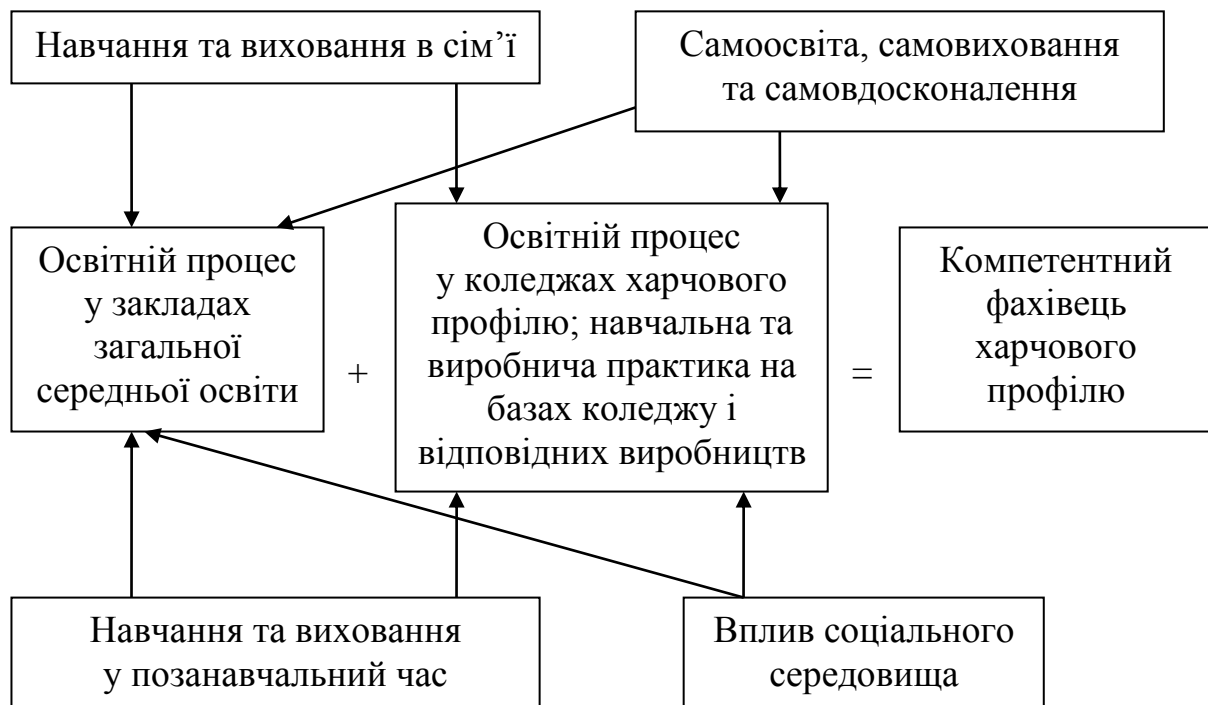 Навчання та виховання в сім’ї
Самоосвіта, самовиховання
та самовдосконалення
Освітній процес
у закладах
загальної
середньої освіти
+
Освітній процес
у коледжах харчового
профілю; навчальна та
виробнича практика на
базах коледжу і
відповідних виробництв
=
Компетентний
фахівець
харчового
профілю
Навчання та виховання
у позанавчальний час
Вплив соціального
середовища